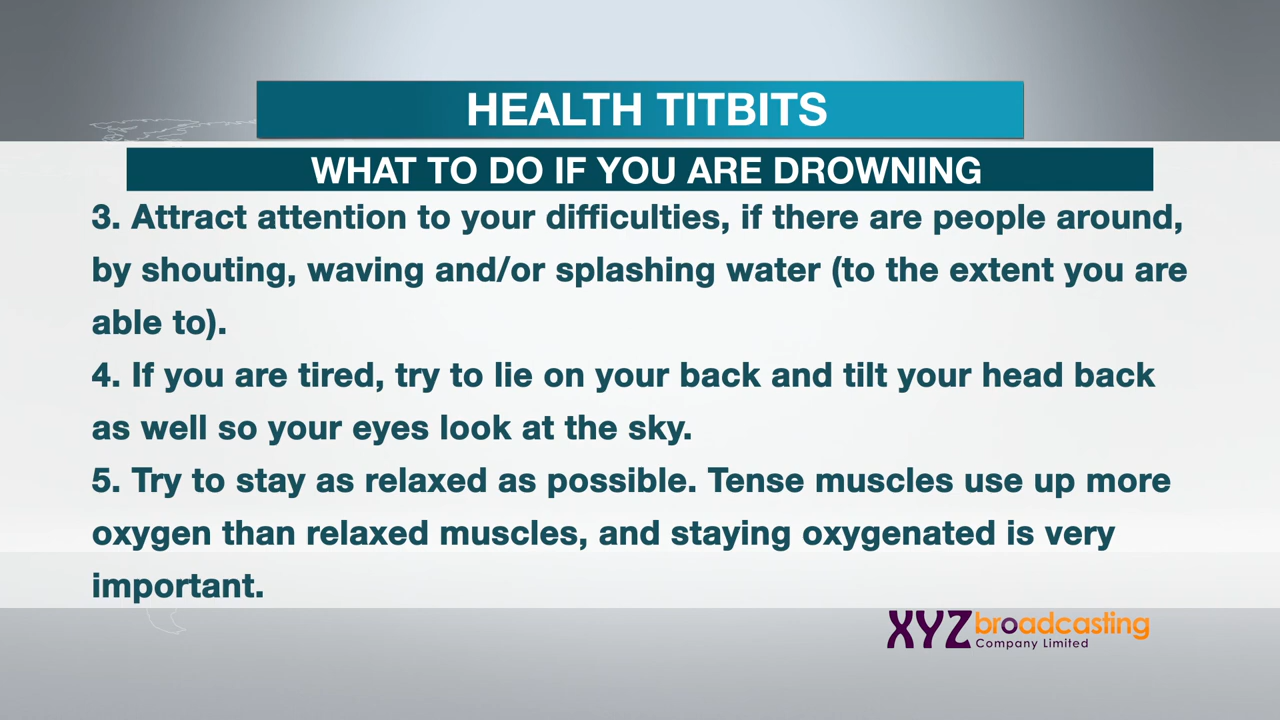 HEALTH TITBITS
WHAT TO DO IF YOU ARE DROWNING
3. Attract attention to your difficulties, if there are people around,
by shouting, waving and/or splashing water (to the extent you are
able to).
4. If you are tired, try to lie on your back and tilt your head back
as well so your eyes look at the sky.
5. Try to stay as relaxed as possible. Tense muscles use up more
oxygen than relaxed muscles, and staying oxygenated is very
important.
XYZ broadcasting
Company Limited